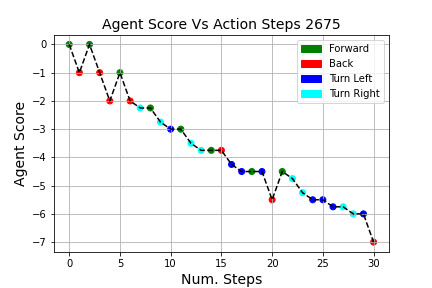 Agent Score Vs Action Steps 2675
Forward
Back
Turn Left
Turn Right
Agent Score
0
−1
−2
−3
−4
−5
−6
−7
0 5 10 15 20 25 30
Num. Steps